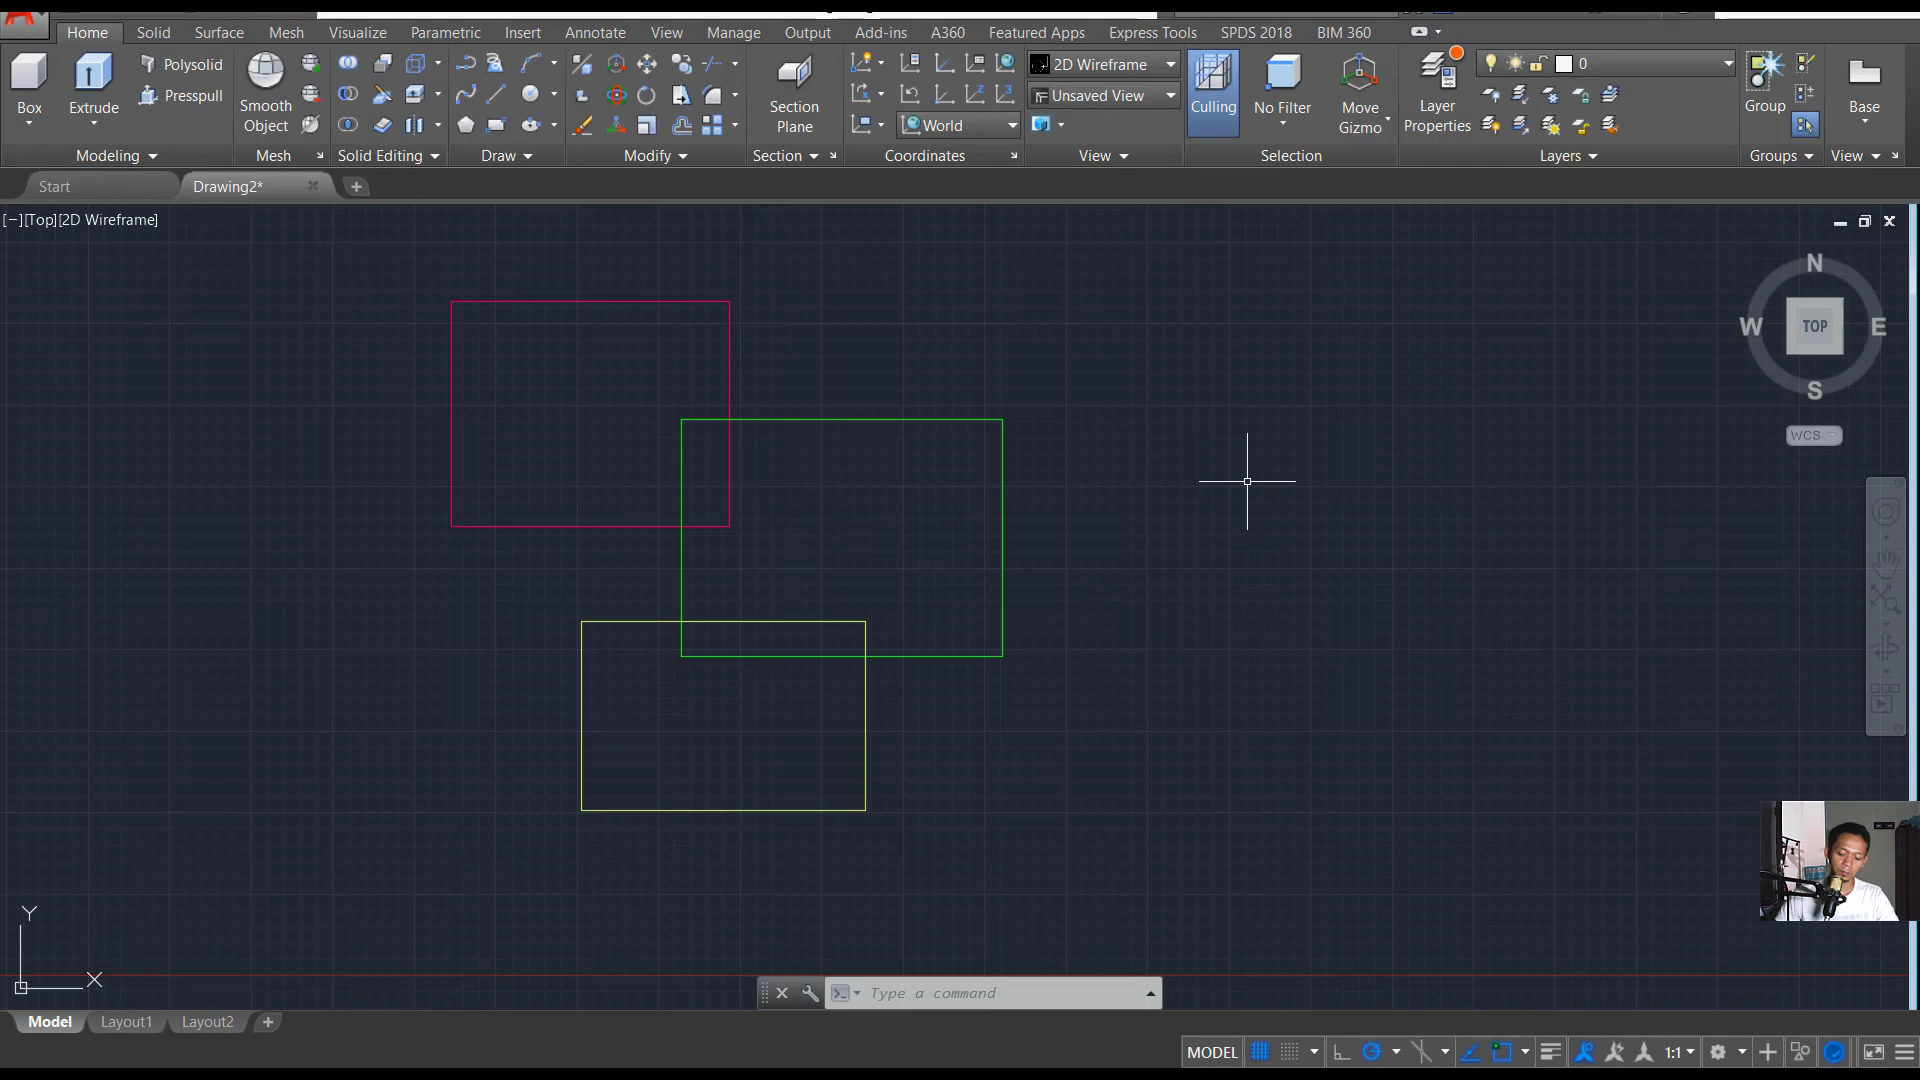 Home Solid Surface Mesh Visualize Parametric Insert Annotate View Manage Output Add-ins A360 Featured Apps Express Tools SPDS 2018 BIM 360
Box
Extrude
Polysolid
Presspull
Smooth
Object
Section
Plane
World
2D Wireframe
Unsaved View
Culling
No Filter
Move
Gizmo
Layer
Properties
0
Group
Base
Modeling Mesh Solid Editing Draw Modify Section Coordinates View Selection Layers Groups View
Start Drawing2*
[−][Top][2D Wireframe]
N
W TOP E
S
WCS
Y
X
Type a command
Model Layout1 Layout2
MODEL 1:1